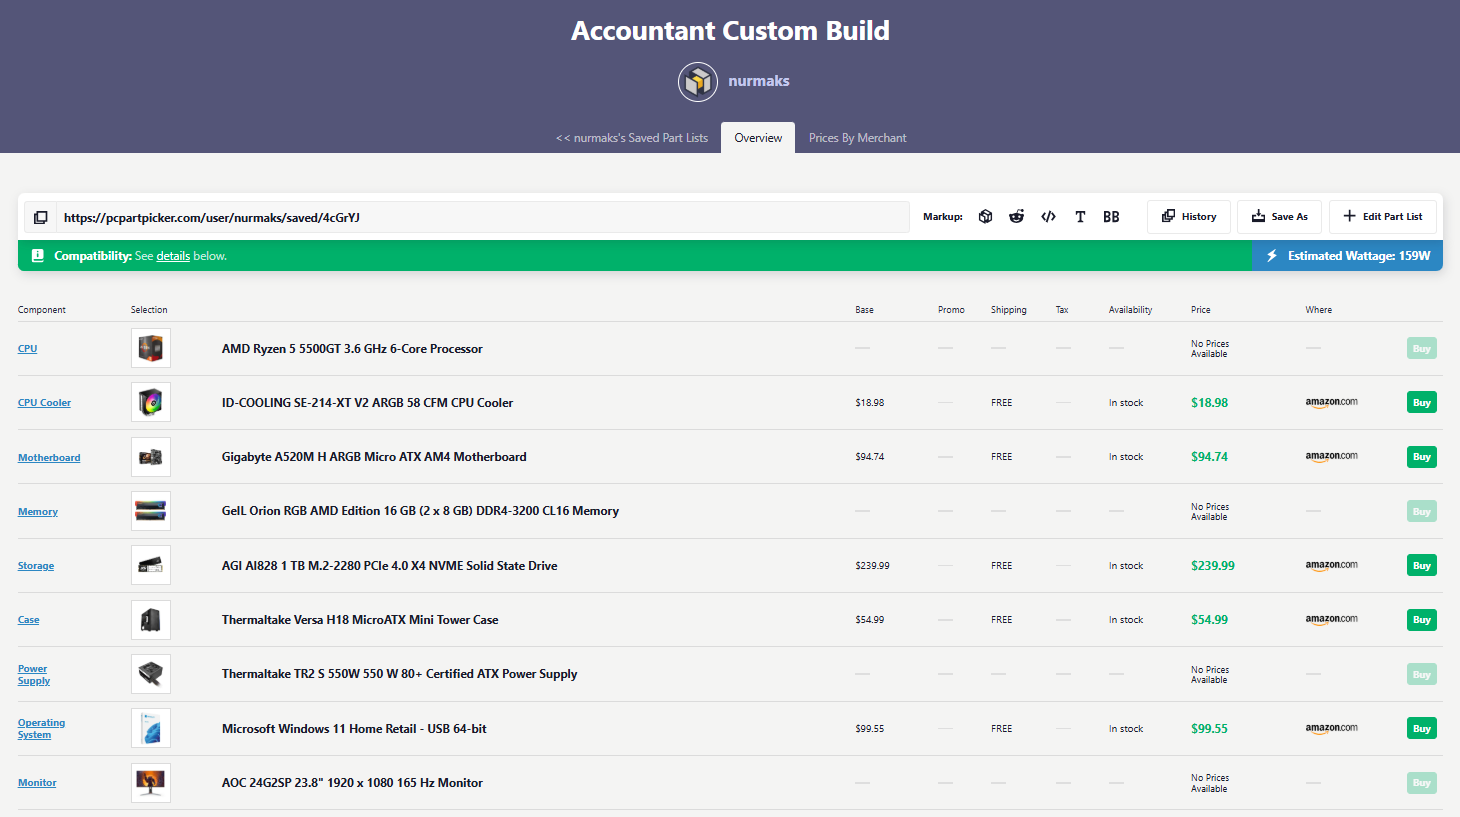 Accountant Custom Build
nurmaks
<< nurmaks's Saved Part Lists Overview Prices By Merchant
https://pcpartpicker.com/user/nurmaks/saved/4cGrYJ Markup: T BB History Save As Edit Part List
Compatibility: See details below. Estimated Wattage: 159W
Component Selection Base Promo Shipping Tax Availability Price Where
CPU AMD Ryzen 5 5500GT 3.6 GHz 6-Core Processor — — — — — No Prices Available — Buy
CPU Cooler ID-COOLING SE-214-XT V2 ARGB 58 CFM CPU Cooler $18.98 — FREE — In stock $18.98 amazon.com Buy
Motherboard Gigabyte A520M H ARGB Micro ATX AM4 Motherboard $94.74 — FREE — In stock $94.74 amazon.com Buy
Memory GeIL Orion RGB AMD Edition 16 GB (2 x 8 GB) DDR4-3200 CL16 Memory — — — — — No Prices Available — Buy
Storage AGI AI828 1 TB M.2-2280 PCIe 4.0 X4 NVME Solid State Drive $239.99 — FREE — In stock $239.99 amazon.com Buy
Case Thermaltake Versa H18 MicroATX Mini Tower Case $54.99 — FREE — In stock $54.99 amazon.com Buy
Power Supply Thermaltake TR2 S 550W 550 W 80+ Certified ATX Power Supply — — — — — No Prices Available — Buy
Operating System Microsoft Windows 11 Home Retail - USB 64-bit $99.55 — FREE — In stock $99.55 amazon.com Buy
Monitor AOC 24G2SP 23.8" 1920 x 1080 165 Hz Monitor — — — — — No Prices Available — Buy